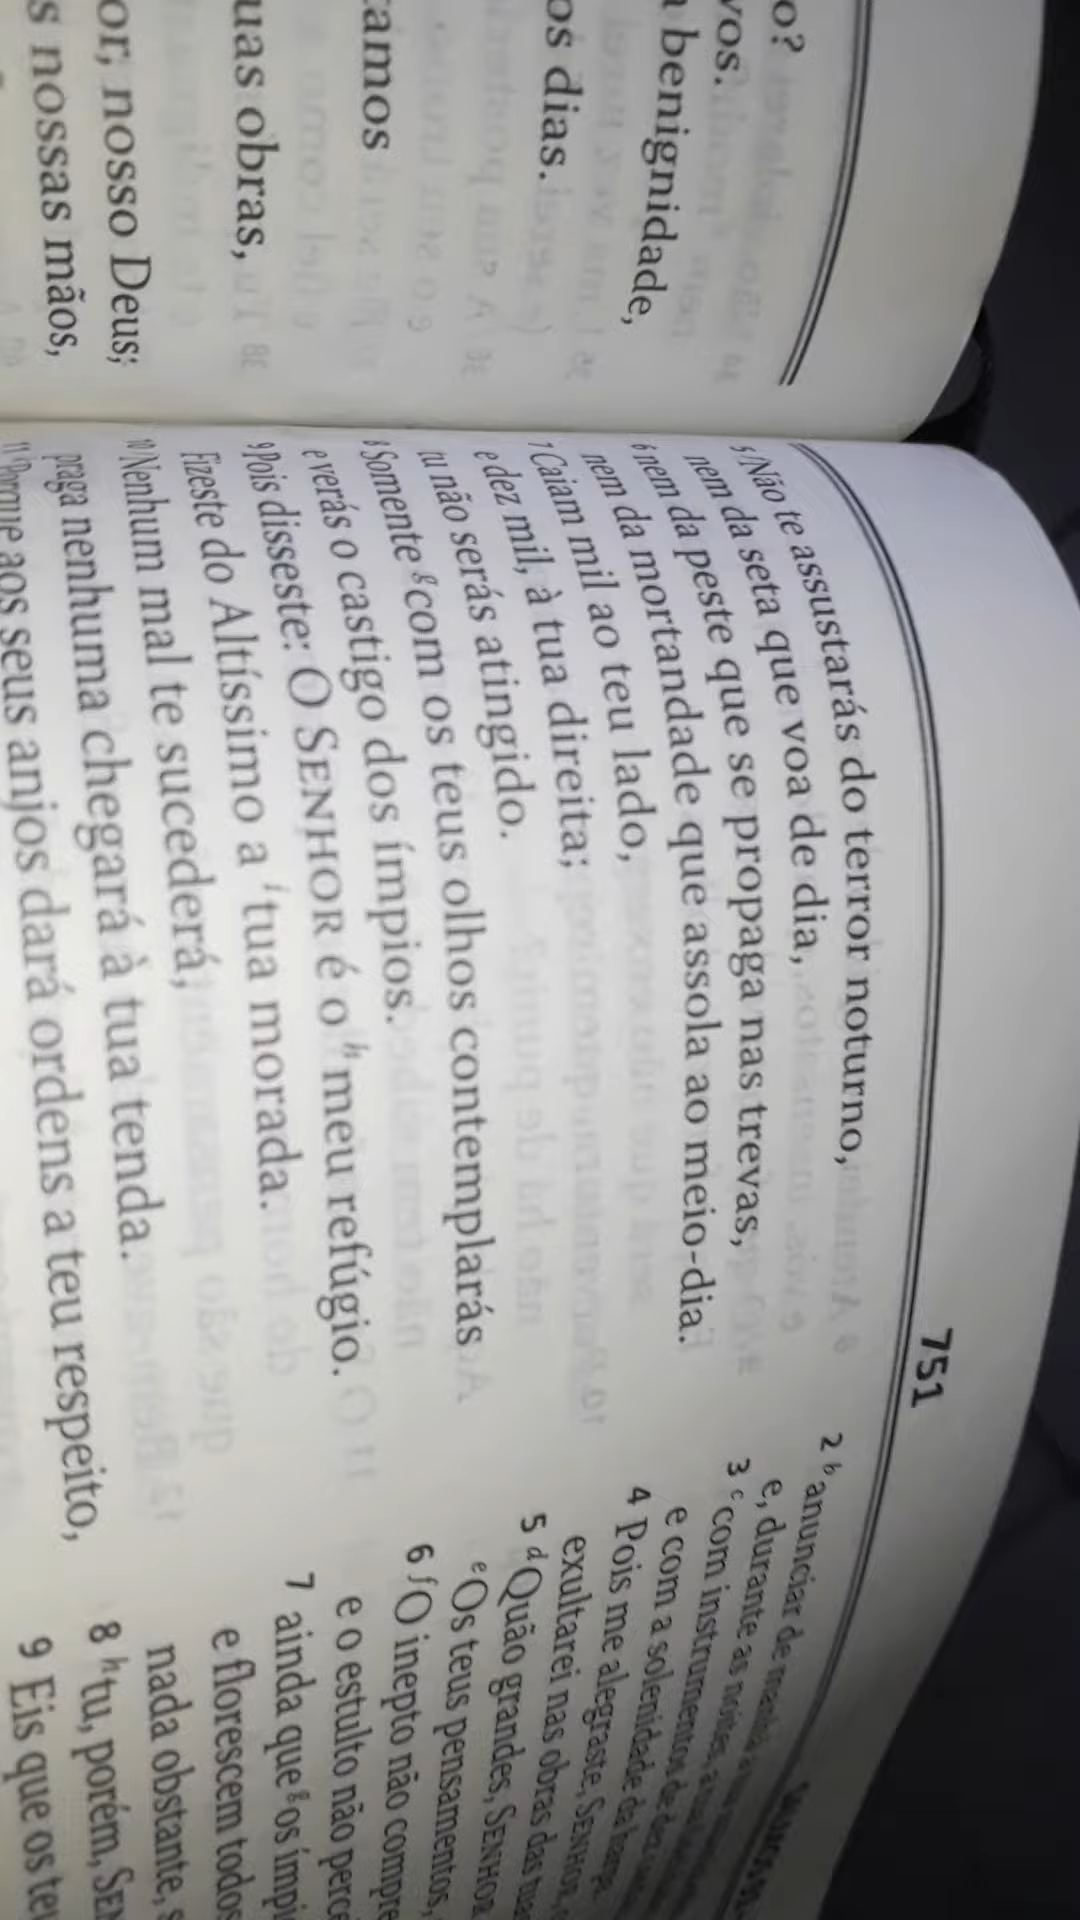 o?
vos.
benignidade,
os dias.
uas obras,
or, nosso Deus;
s nossas mãos,
751
5 f Não te assustarás do terror noturno,
nem da seta que voa de dia,
6 nem da peste que se propaga nas trevas,
nem da mortandade que assola ao meio-dia.
7 Caiam mil ao teu lado,
e dez mil, à tua direita;
tu não serás atingido.
8 Somente g com os teus olhos contemplarás
e verás o castigo dos ímpios.
9 Pois disseste: O SENHOR é o h meu refúgio.
Fizeste do Altíssimo a i tua morada.
10 Nenhum mal te sucederá,
praga nenhuma chegará à tua tenda.
11 Porque aos seus anjos dará ordens a teu respeito,
2 b anunciar de manhã a
e, durante as noites, a tua
3 c com instrumentos de dez
e com a solenidade da harpa.
4 Pois me alegraste, SENHOR,
exultarei nas obras das tuas
5 d Quão grandes, SENHOR
e Os teus pensamentos,
6 f O inepto não compre
e o estulto não perce
7 ainda que g os ímpi
e florescem todos
nada obstante, s
8 h tu, porém, SEN
9 Eis que os teu